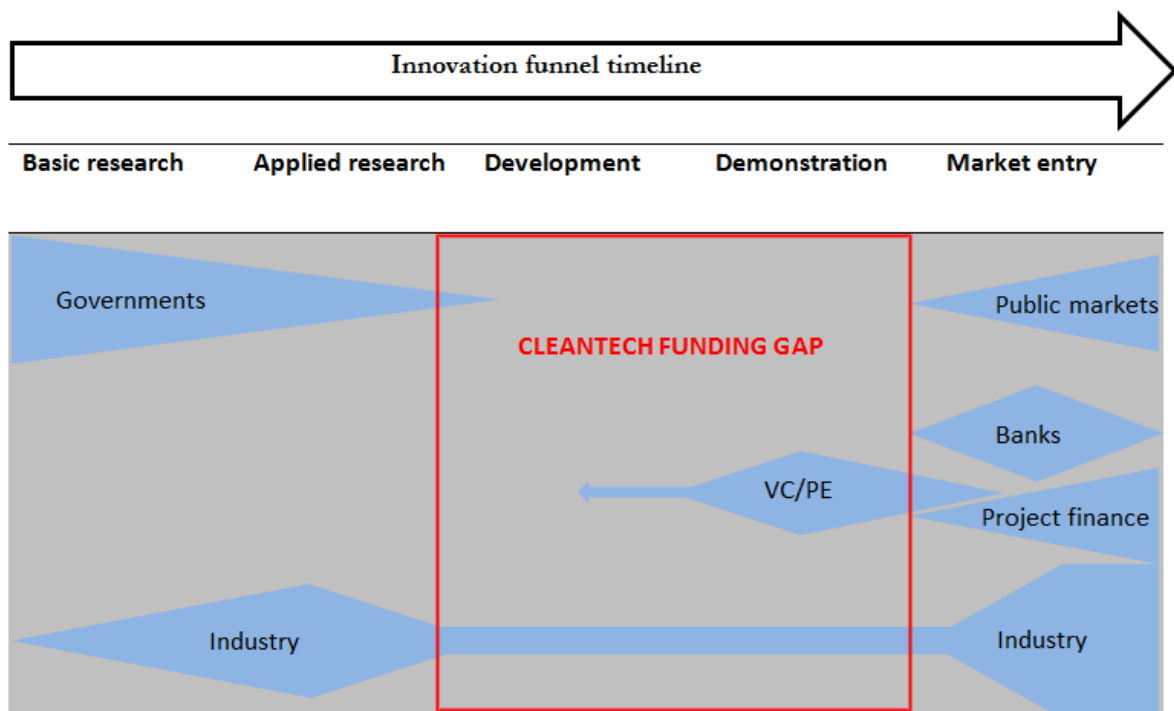 Innovation funnel timeline
Basic research Applied research Development Demonstration Market entry
Governments
Public markets
CLEANTECH FUNDING GAP
Banks
VC/PE
Project finance
Industry
Industry